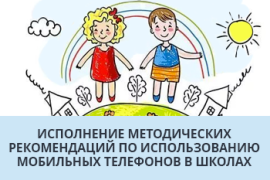 ИСПОЛНЕНИЕ МЕТОДИЧЕСКИХ
РЕКОМЕНДАЦИЙ ПО ИСПОЛЬЗОВАНИЮ
МОБИЛЬНЫХ ТЕЛЕФОНОВ В ШКОЛАХ